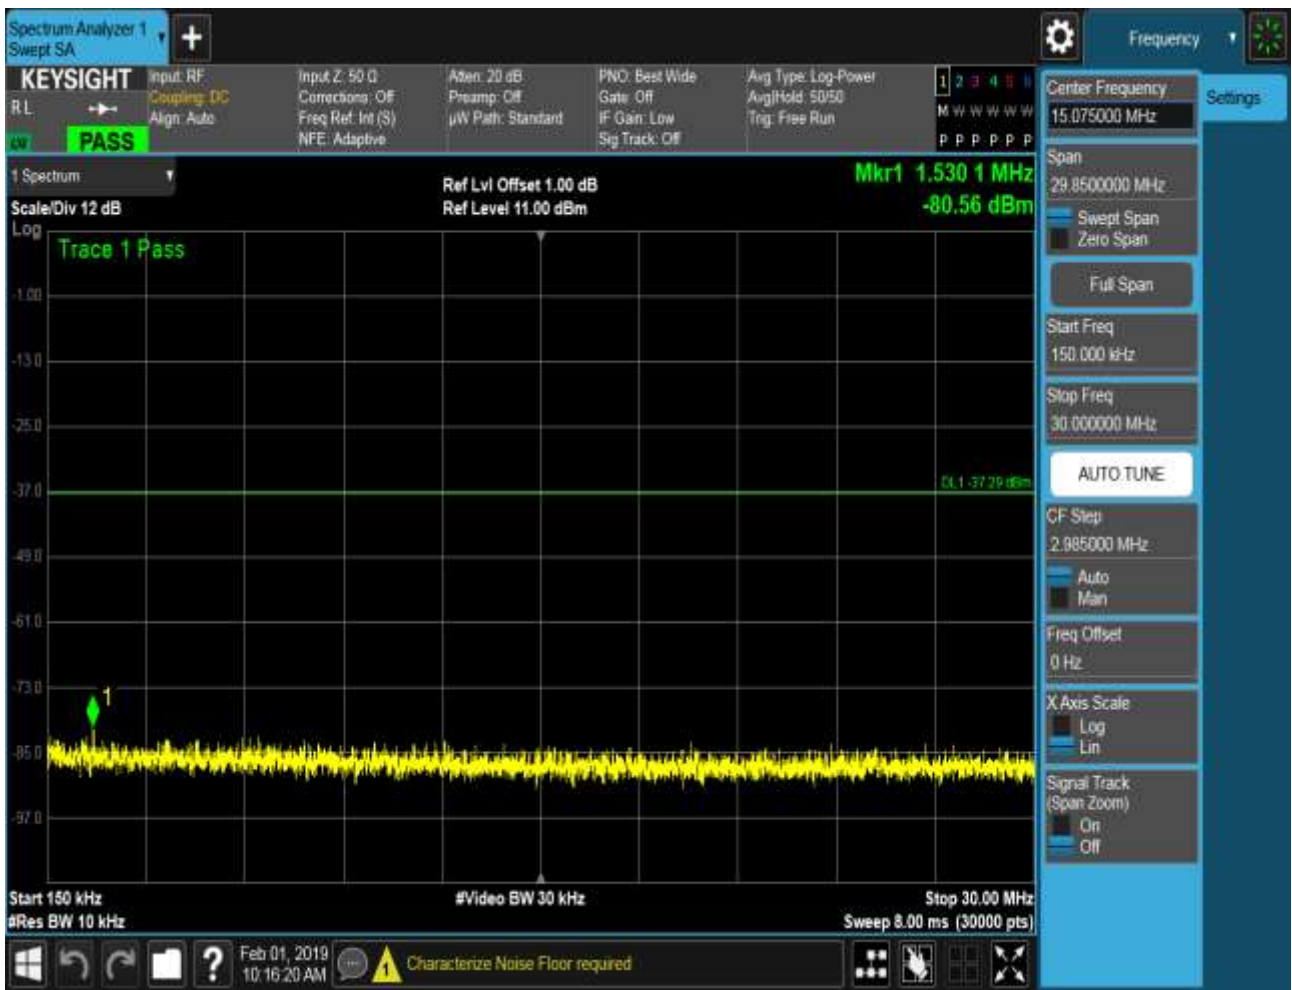 Spectrum Analyzer 1
Swept SA
Frequency
KEYSIGHT
Input: RF
Coupling: DC
Align: Auto
Input Z: 50 Ω
Corrections: Off
Freq Ref: Int (S)
NFE: Adaptive
Atten: 20 dB
Preamp: Off
µW Path: Standard
PNO: Best Wide
Gate: Off
IF Gain: Low
Sig Track: Off
Avg Type: Log-Power
Avg|Hold: 50/50
Trig: Free Run
1 2 3 4 5 6
M W W W W W
P P P P P P
R L
PASS
1 Spectrum
Scale/Div 12 dB
Log
Ref Lvl Offset 1.00 dB
Ref Level 11.00 dBm
Mkr1 1.530 1 MHz
-80.56 dBm
Trace 1 Pass
-1.00
-13.0
-25.0
-37.0
DL1 -37.29 dBm
-49.0
-61.0
-73.0
1
-85.0
-97.0
Start 150 kHz
#Res BW 10 kHz
#Video BW 30 kHz
Stop 30.00 MHz
Sweep 8.00 ms (30000 pts)
Center Frequency
15.075000 MHz
Settings
Span
29.8500000 MHz
Swept Span
Zero Span
Full Span
Start Freq
150.000 kHz
Stop Freq
30.000000 MHz
AUTO TUNE
CF Step
2.985000 MHz
Auto
Man
Freq Offset
0 Hz
X Axis Scale
Log
Lin
Signal Track
(Span Zoom)
On
Off
?
Feb 01, 2019
10:16:20 AM
1
Characterize Noise Floor required